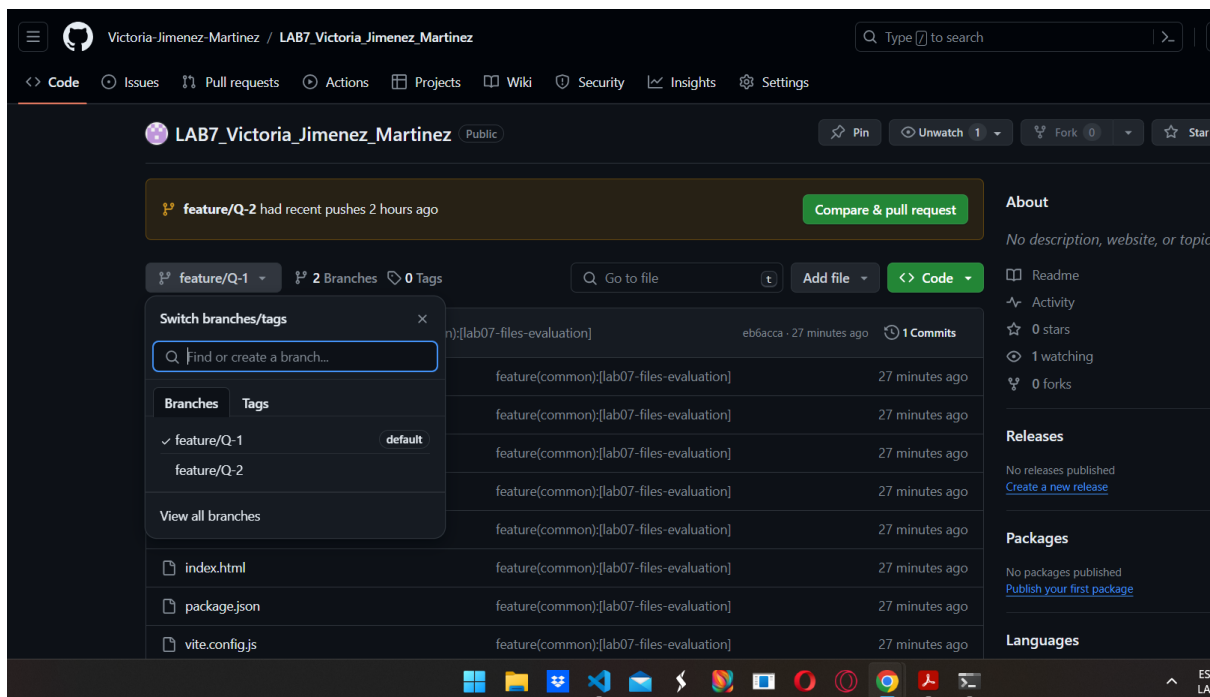 Victoria-Jimenez-Martinez / LAB7_Victoria_Jimenez_Martinez
Type / to search
Code Issues Pull requests Actions Projects Wiki Security Insights Settings
LAB7_Victoria_Jimenez_Martinez Public
Pin Unwatch 1 Fork 0 Star
feature/Q-2 had recent pushes 2 hours ago
Compare & pull request
feature/Q-1 2 Branches 0 Tags
Go to file t Add file Code
Switch branches/tags
Find or create a branch...
Branches Tags
feature/Q-1 default
feature/Q-2
View all branches
n):[lab07-files-evaluation] eb6acca · 27 minutes ago 1 Commits
feature(common):[lab07-files-evaluation] 27 minutes ago
feature(common):[lab07-files-evaluation] 27 minutes ago
feature(common):[lab07-files-evaluation] 27 minutes ago
feature(common):[lab07-files-evaluation] 27 minutes ago
feature(common):[lab07-files-evaluation] 27 minutes ago
index.html feature(common):[lab07-files-evaluation] 27 minutes ago
package.json feature(common):[lab07-files-evaluation] 27 minutes ago
vite.config.js feature(common):[lab07-files-evaluation] 27 minutes ago
About
No description, website, or topic
Readme
Activity
0 stars
1 watching
0 forks
Releases
No releases published
Create a new release
Packages
No packages published
Publish your first package
Languages
ES
LA